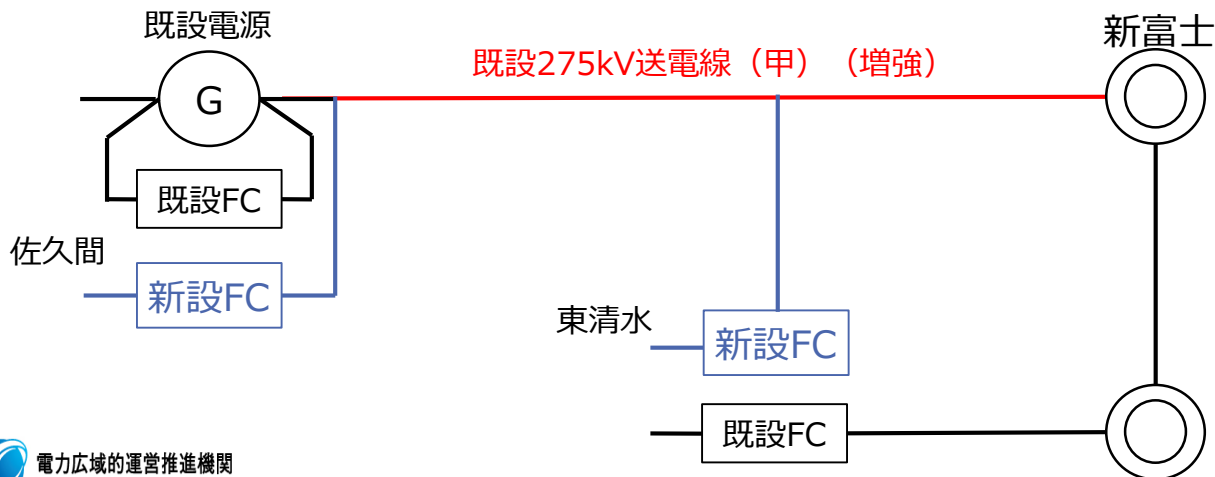 既設電源
新富士
既設275kV送電線（甲）（増強）
G
既設FC
佐久間
新設FC
東清水
新設FC
既設FC
電力広域的運営推進機関